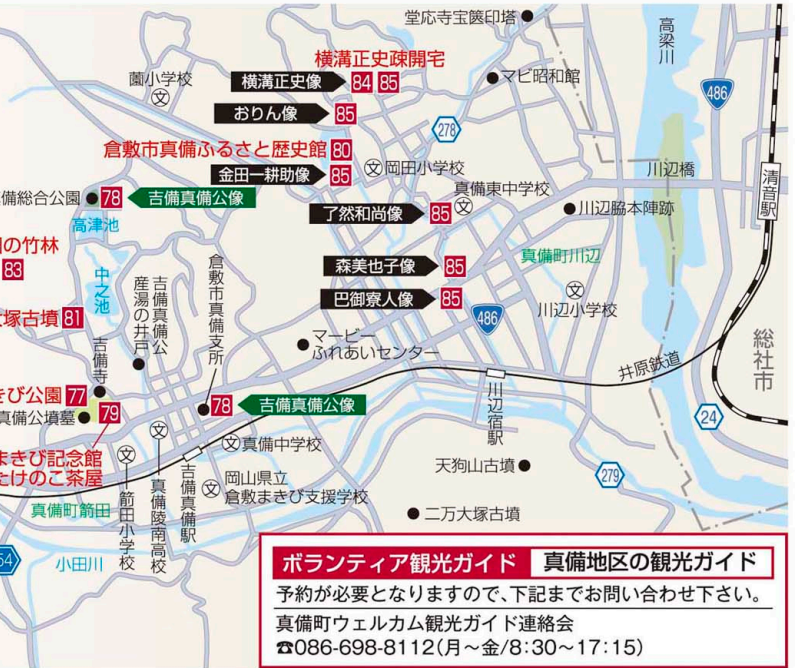 堂応寺宝篋印塔
高梁川
横溝正史疎開宅
薗小学校
横溝正史像 84 85
マビ昭和館
486
おりん像 85
278
倉敷市真備ふるさと歴史館 80
金田一耕助像 85
岡田小学校
川辺橋
備総合公園 78 吉備真備公像
真備東中学校
清音駅
了然和尚像 85
川辺脇本陣跡
高津池
の竹林
83
森美也子像 85
真備町川辺
中之池
吉備真備公
産湯の井戸
倉敷市真備支所
巴御寮人像 85
川辺小学校
塚古墳 81
486
吉備寺
マービー
ふれあいセンター
総社市
井原鉄道
きび公園 77
78 吉備真備公像
川辺宿駅
真備公墳墓
79
24
真備中学校
まきび記念館
たけのこ茶屋
天狗山古墳
279
岡山県立
倉敷まきび支援学校
吉備真備駅
真備陵南高校
箭田小学校
真備町箭田
二万大塚古墳
54
小田川
ボランティア観光ガイド 真備地区の観光ガイド
予約が必要となりますので、下記までお問い合わせ下さい。
真備町ウェルカム観光ガイド連絡会
☎086-698-8112(月〜金/8:30〜17:15)